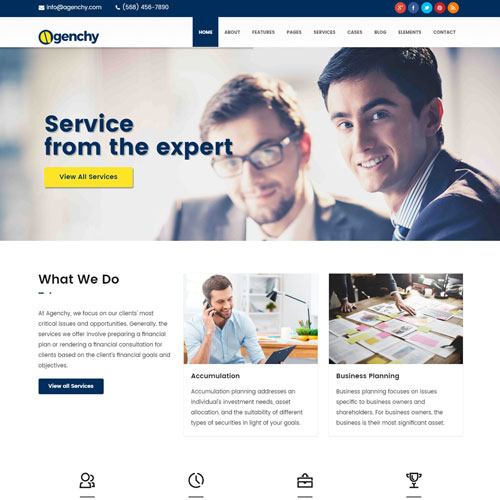 info@agenchy.com (568) 456-7890
Agenchy
HOME ABOUT FEATURES PAGES SERVICES CASES BLOG ELEMENTS CONTACT
Service
from the expert
View All Services
What We Do
At Agenchy, we focus on our clients' most
critical issues and opportunities. Generally, the
services we offer involve preparing a financial
plan or rendering a financial consultation for
clients based on the client's financial goals and
objectives.
View all Services
Accumulation
Accumulation planning addresses an
individual's investment needs, asset
allocation, and the suitability of different
types of securities in light of your goals.
Business Planning
Business planning focuses on issues
specific to business owners and
shareholders. For business owners, the
business is their most significant asset.